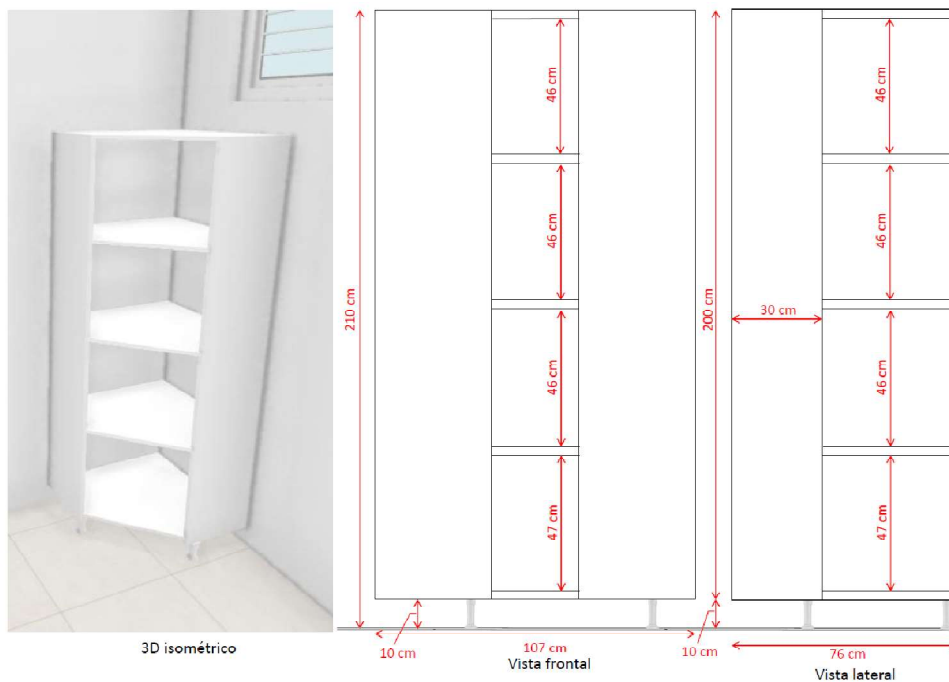 46 cm
46 cm
46 cm
47 cm
210 cm
10 cm
107 cm
46 cm
46 cm
46 cm
47 cm
200 cm
30 cm
10 cm
76 cm
3D isométrico
Vista frontal
Vista lateral